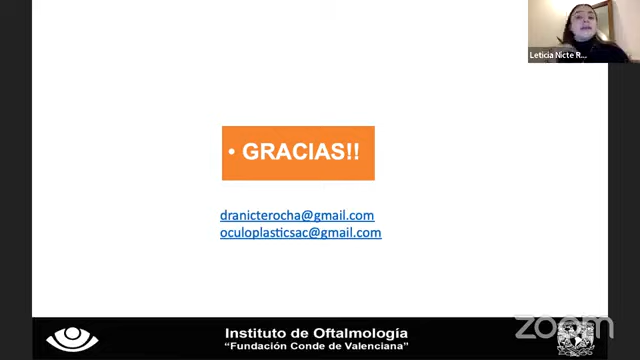 Leticia Nicte R...
• GRACIAS!!
dranicterocha@gmail.com
oculoplasticsac@gmail.com
Instituto de Oftalmología
"Fundación Conde de Valenciana"
zoom